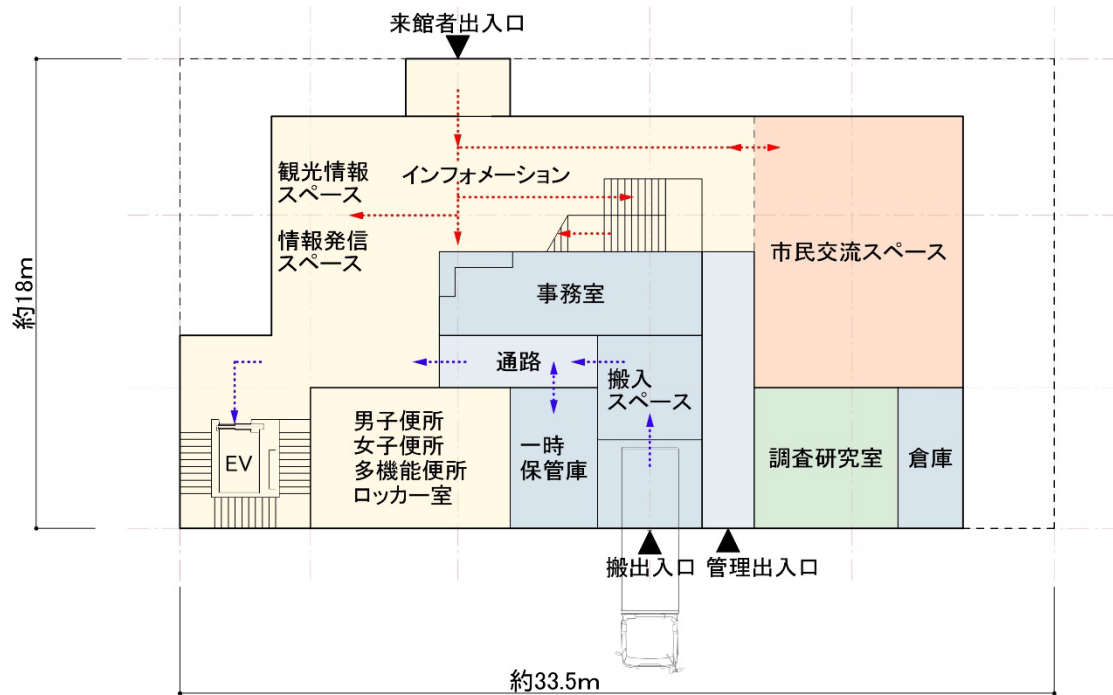 来館者出入口
約18m
観光情報
スペース
インフォメーション
情報発信
スペース
市民交流スペース
事務室
通路
搬入
スペース
男子便所
女子便所
多機能便所
ロッカー室
一時
保管庫
調査研究室
倉庫
EV
搬出入口
管理出入口
約33.5m